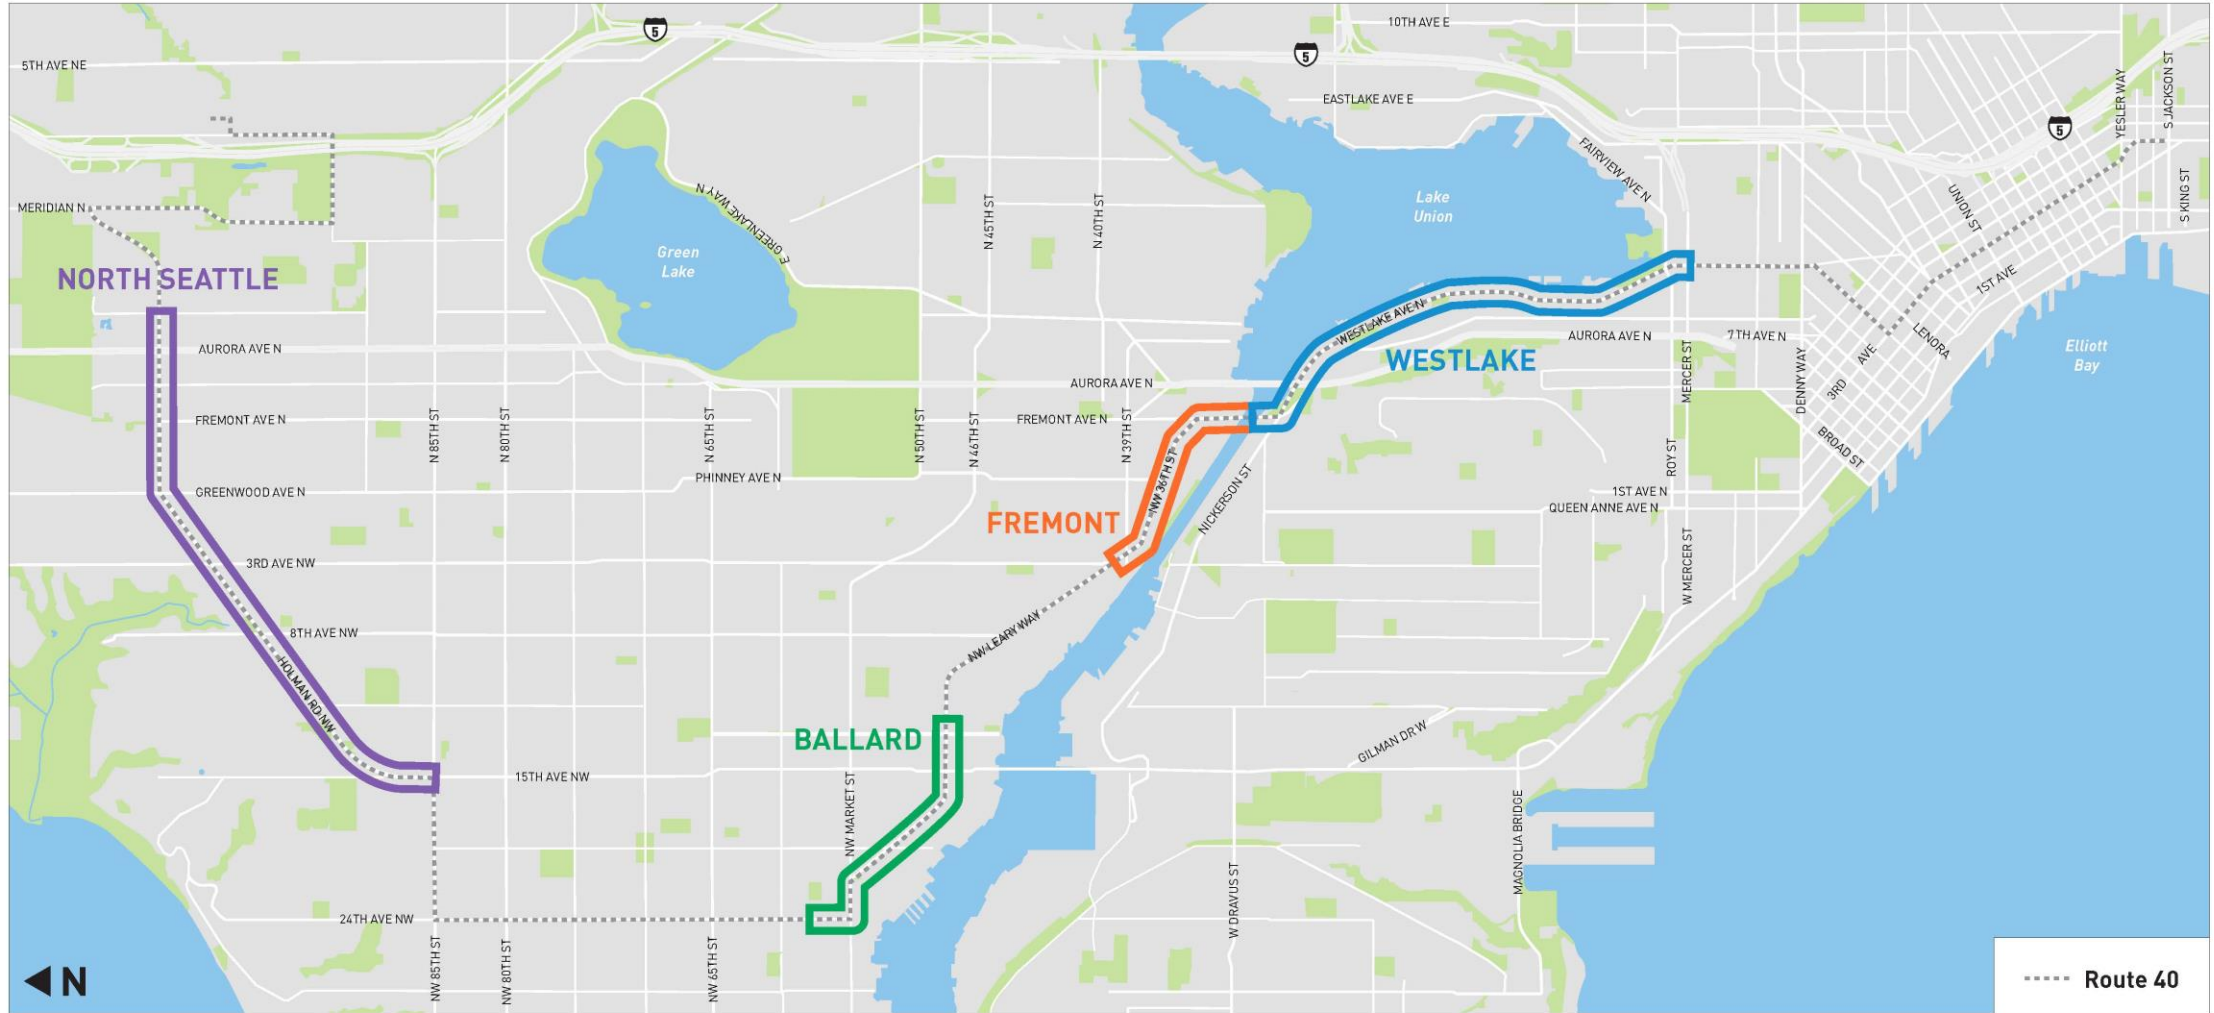 10TH AVE E
5
5
5TH AVE NE
EASTLAKE AVE E
5
YESLER WAY
S JACKSON ST
FAIRVIEW AVE N
MERIDIAN N
N 45TH ST
N 40TH ST
E GREENLAKE WAY N
Lake
Union
UNION ST
S KING ST
Green
Lake
NORTH SEATTLE
1ST AVE
WESTLAKE AVE N
AURORA AVE N
AURORA AVE N
7TH AVE N
LENORA
3RD AVE
Elliott
Bay
WESTLAKE
MERCER ST
DENNY WAY
AURORA AVE N
FREMONT AVE N
N 85TH ST
N 80TH ST
N 65TH ST
N 50TH ST
N 46TH ST
FREMONT AVE N
N 39TH ST
NW 36TH ST
NICKERSON ST
ROY ST
BROAD ST
PHINNEY AVE N
GREENWOOD AVE N
1ST AVE N
QUEEN ANNE AVE N
FREMONT
3RD AVE NW
W MERCER ST
8TH AVE NW
NW LEARY WAY
HOLMAN RD NW
BALLARD
GILMAN DR W
15TH AVE NW
NW MARKET ST
MAGNOLIA BRIDGE
W DRAVUS ST
24TH AVE NW
NW 85TH ST
NW 80TH ST
NW 65TH ST
N
Route 40